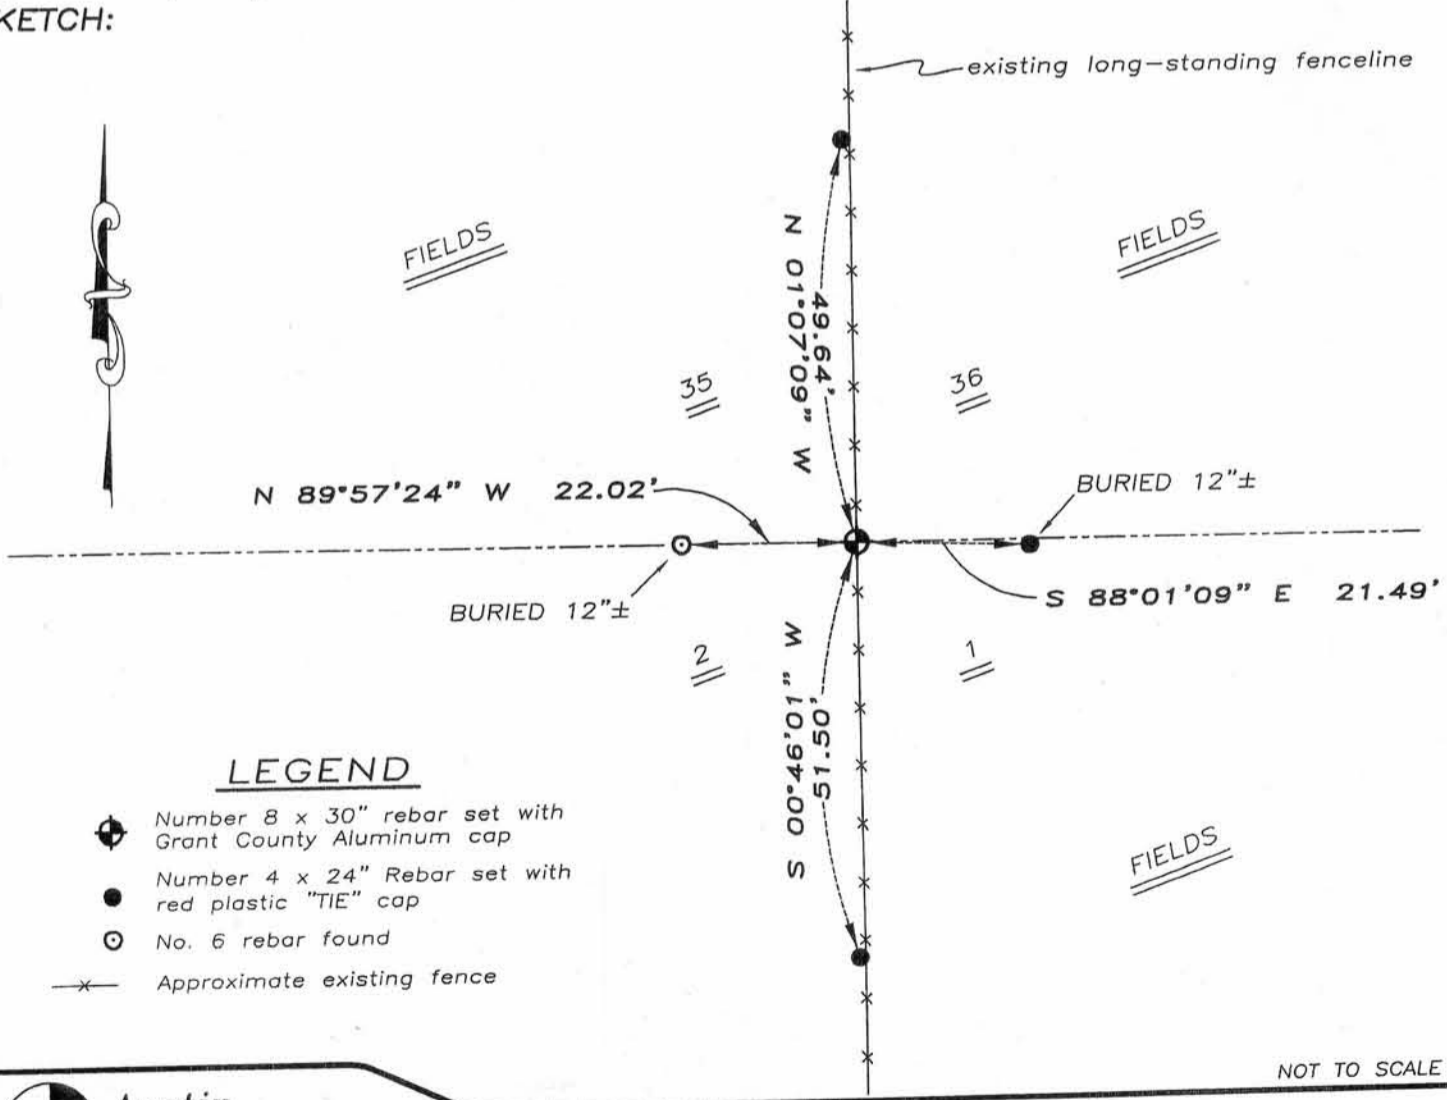 KETCH:
existing long-standing fenceline
FIELDS
FIELDS
N 01°07'09" W
49.64'
35
36
N 89°57'24" W 22.02'
BURIED 12"±
BURIED 12"±
S 88°01'09" E 21.49'
2
1
S 00°46'01" W
51.50'
LEGEND
Number 8 x 30" rebar set with
Grant County Aluminum cap
Number 4 x 24" Rebar set with
red plastic "TIE" cap
No. 6 rebar found
Approximate existing fence
FIELDS
NOT TO SCALE